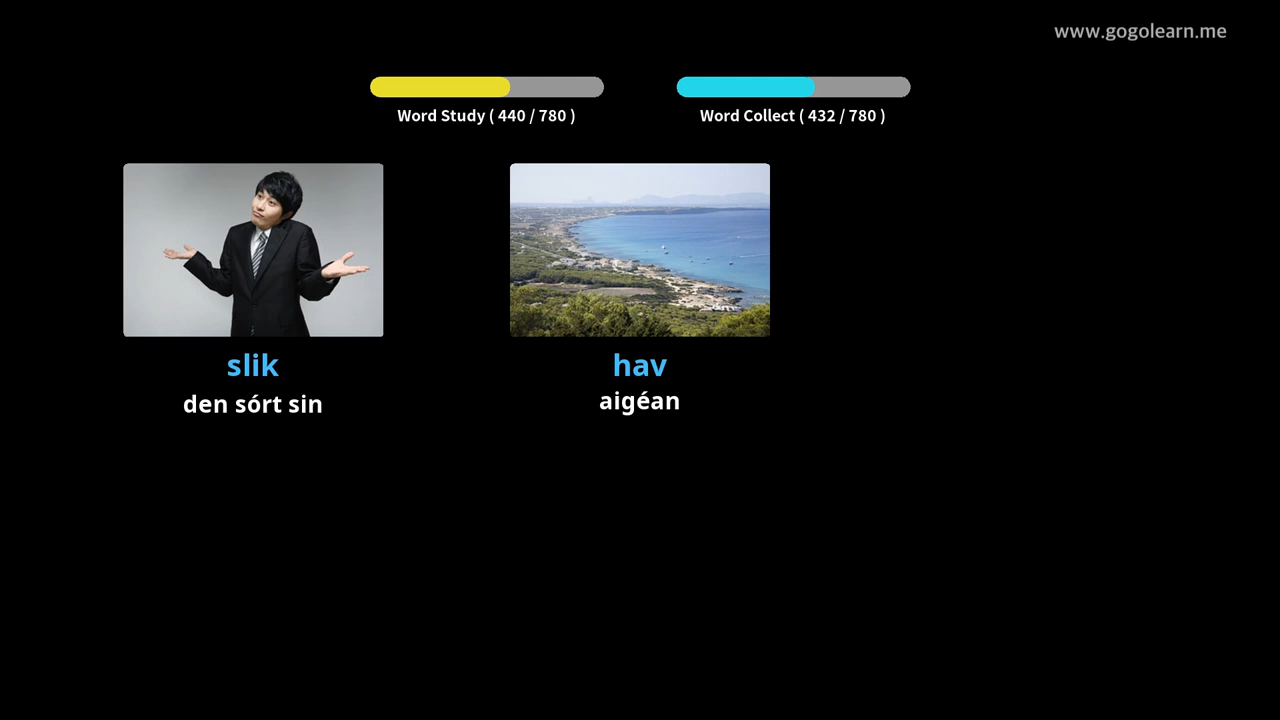 www.gogolearn.me
Word Study ( 440 / 780 )
Word Collect ( 432 / 780 )
slik
den sórt sin
hav
aigéan